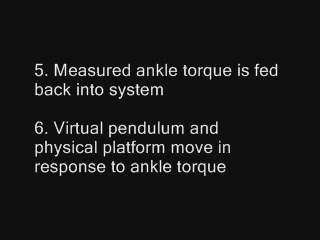 5. Measured ankle torque is fed
back into system
6. Virtual pendulum and
physical platform move in
response to ankle torque